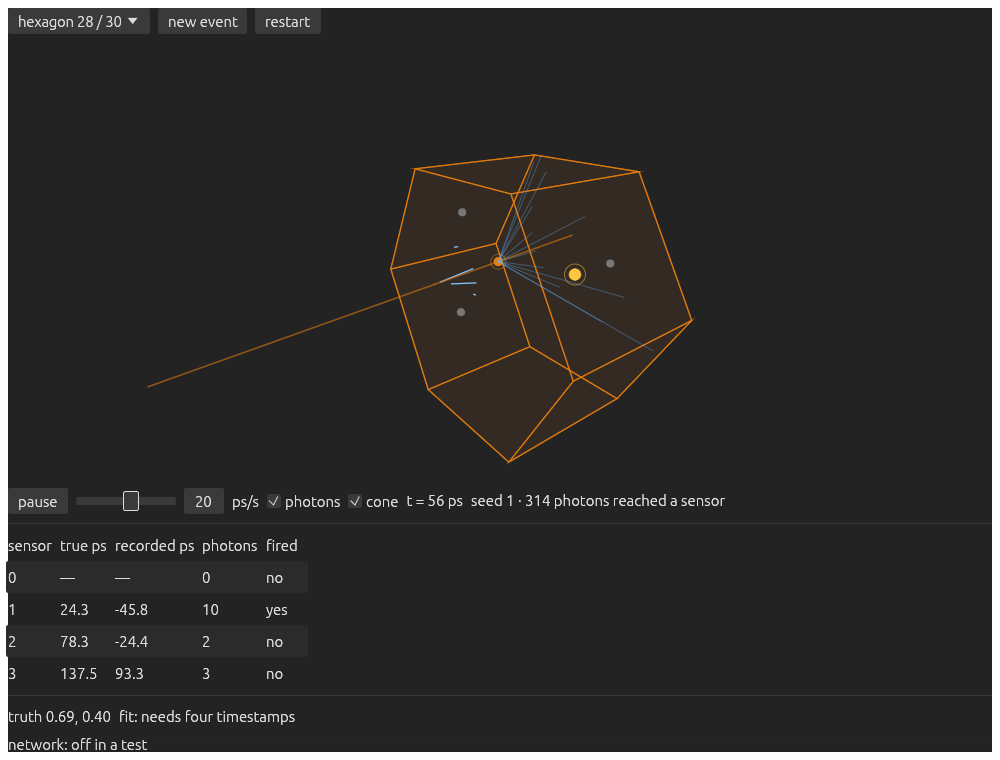 hexagon 28 / 30 new event restart
pause 20 ps/s photons cone t = 56 ps seed 1 · 314 photons reached a sensor
sensor true ps recorded ps photons fired
0 — — 0 no
1 24.3 -45.8 10 yes
2 78.3 -24.4 2 no
3 137.5 93.3 3 no
truth 0.69, 0.40 fit: needs four timestamps
network: off in a test